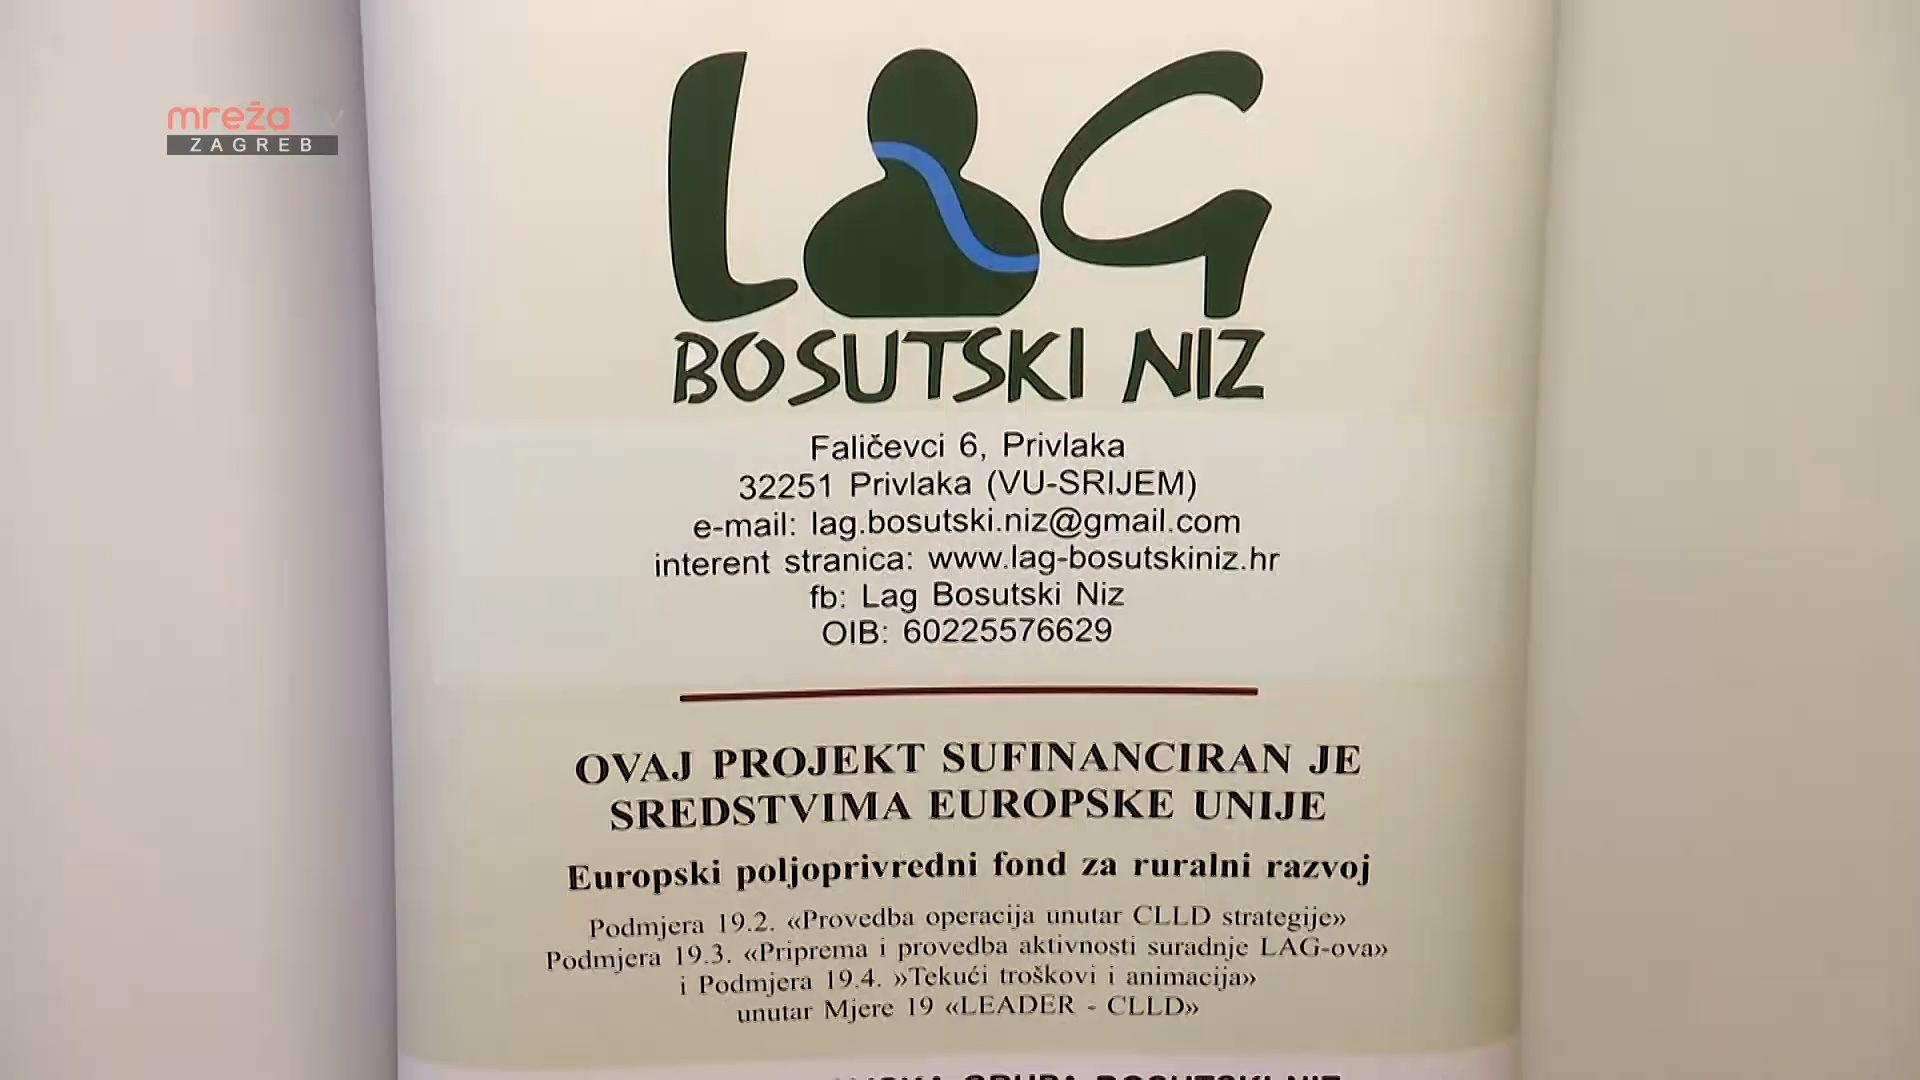 mreža
ZAGREB
LAG
BOSUTSKI NIZ
Faličevci 6, Privlaka
32251 Privlaka (VU-SRIJEM)
e-mail: lag.bosutski.niz@gmail.com
interent stranica: www.lag-bosutskiniz.hr
fb: Lag Bosutski Niz
OIB: 60225576629
OVAJ PROJEKT SUFINANCIRAN JE
SREDSTVIMA EUROPSKE UNIJE
Europski poljoprivredni fond za ruralni razvoj
Podmjera 19.2. «Provedba operacija unutar CLLD strategije»
Podmjera 19.3. «Priprema i provedba aktivnosti suradnje LAG-ova»
i Podmjera 19.4. »Tekući troškovi i animacija»
unutar Mjere 19 «LEADER - CLLD»
GRUPA BOSUTSKI NIZ